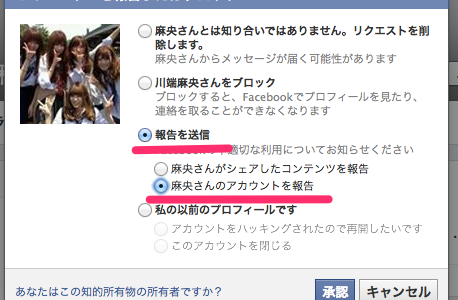 麻央さんとは知り合いではありません。リクエストを削
除します。
麻央さんからメッセージが届く可能性があります
川端麻央さんをブロック
ブロックすると、Facebookでプロフィールを見たり、
連絡を取ることができなくなります
報告を送信
適切な利用についてお知らせください
麻央さんがシェアしたコンテンツを報告
麻央さんのアカウントを報告
私の以前のプロフィールです
アカウントをハッキングされたので再開したいです
このアカウントを閉じる
あなたはこの知的所有物の所有者ですか？
承認
キャンセル